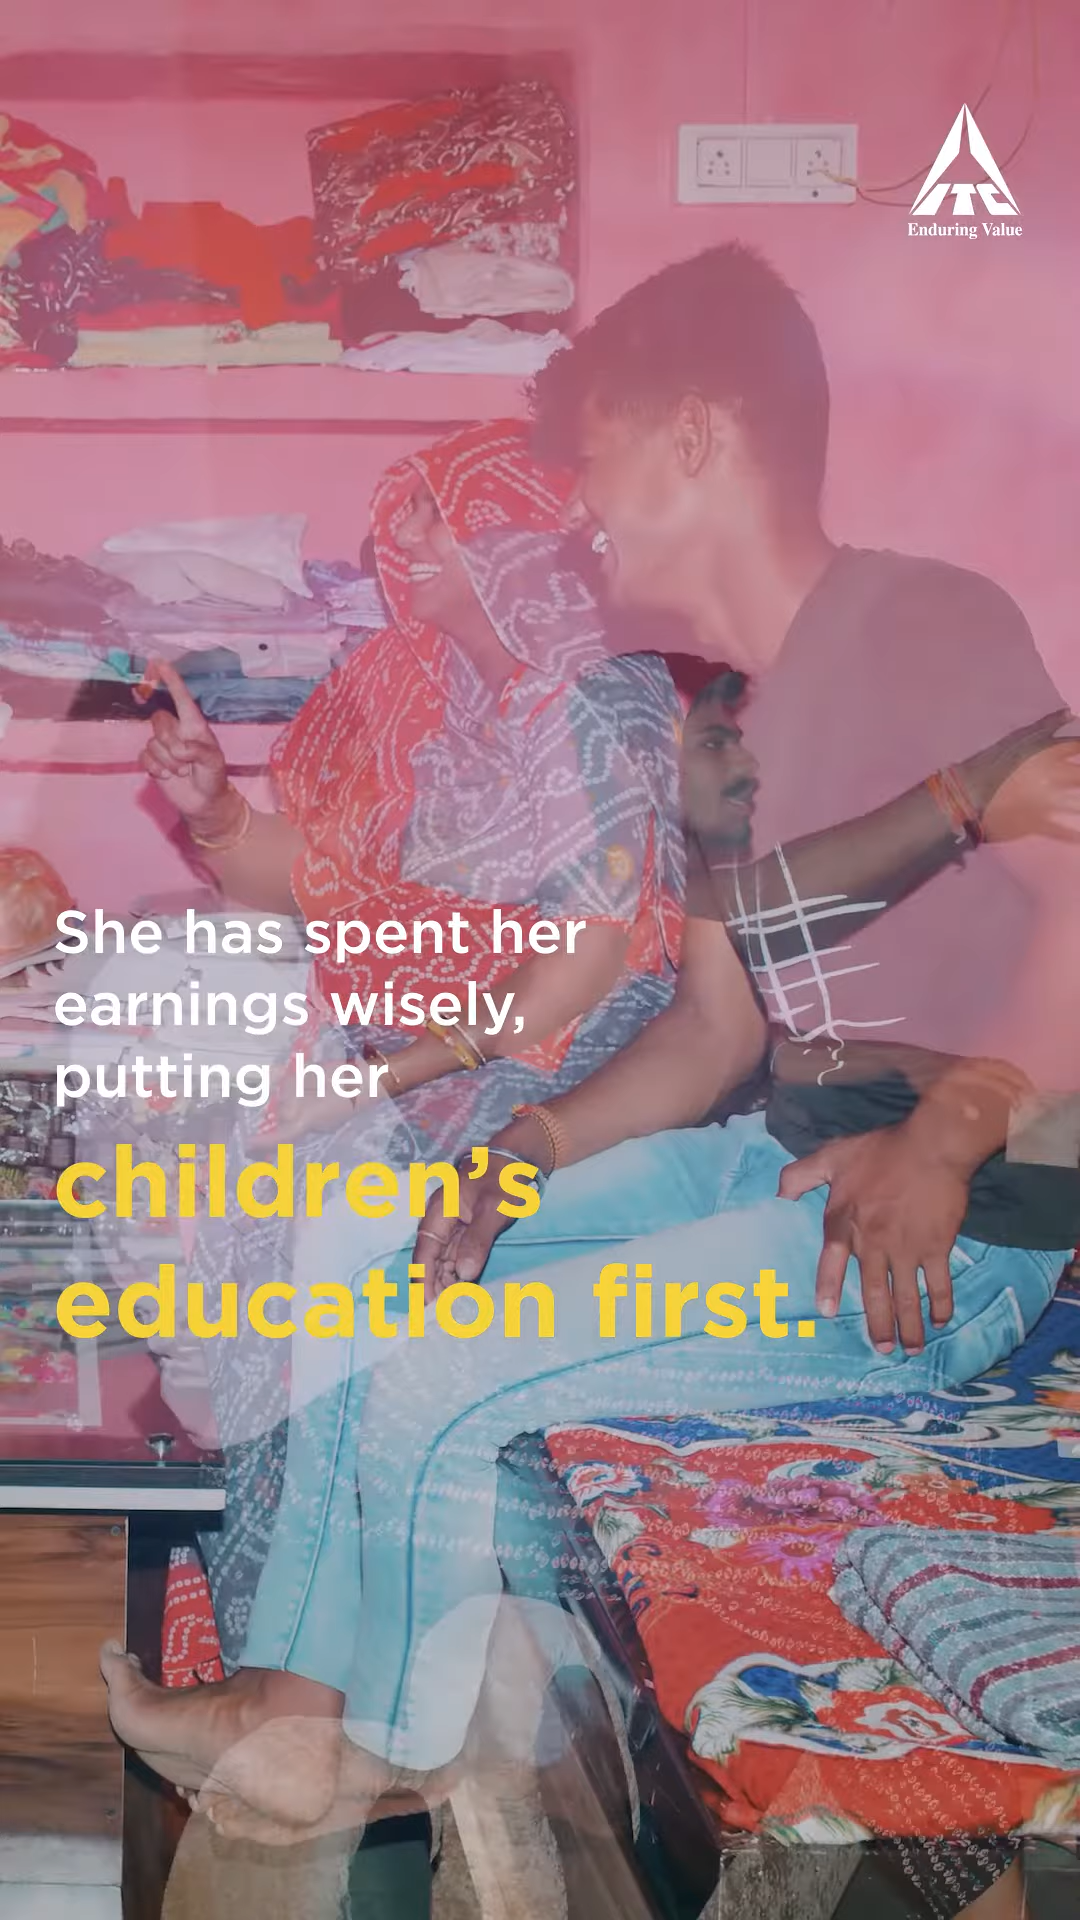 ITC
Enduring Value
She has spent her
earnings wisely,
putting her
children's
education first.